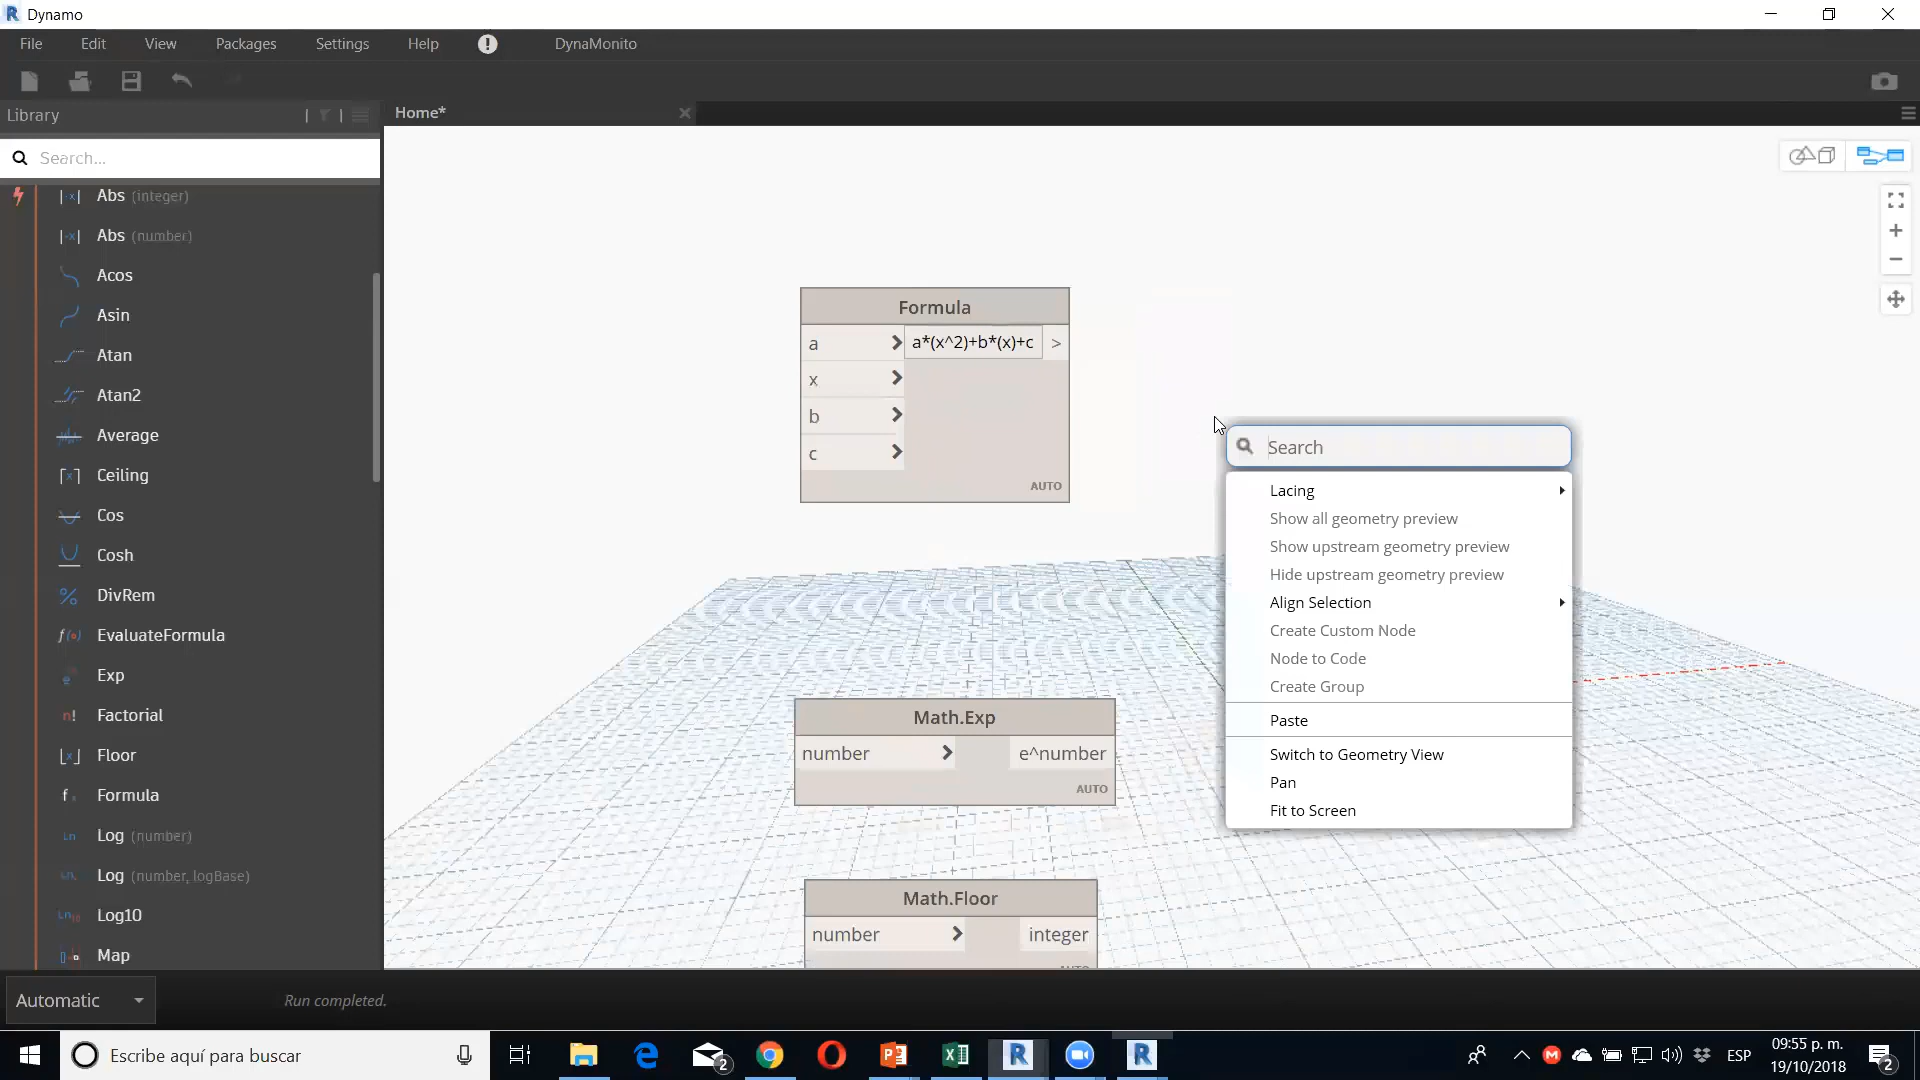 Dynamo
File Edit View Packages Settings Help DynaMonito
Library
Home*
Search...
Abs (integer)
Abs (number)
Acos
Asin
Atan
Atan2
Average
Ceiling
Cos
Cosh
DivRem
EvaluateFormula
Exp
Factorial
Floor
Formula
Log (number)
Log (number, logBase)
Log10
Map
Formula
a > a*(x^2)+b*(x)+c >
x >
b >
c >
AUTO
Math.Exp
number > e^number
AUTO
Math.Floor
number > integer
AUTO
Search
Lacing
Show all geometry preview
Show upstream geometry preview
Hide upstream geometry preview
Align Selection
Create Custom Node
Node to Code
Create Group
Paste
Switch to Geometry View
Pan
Fit to Screen
Automatic
Run completed.
Escribe aquí para buscar
2
ESP
09:55 p. m.
19/10/2018
2